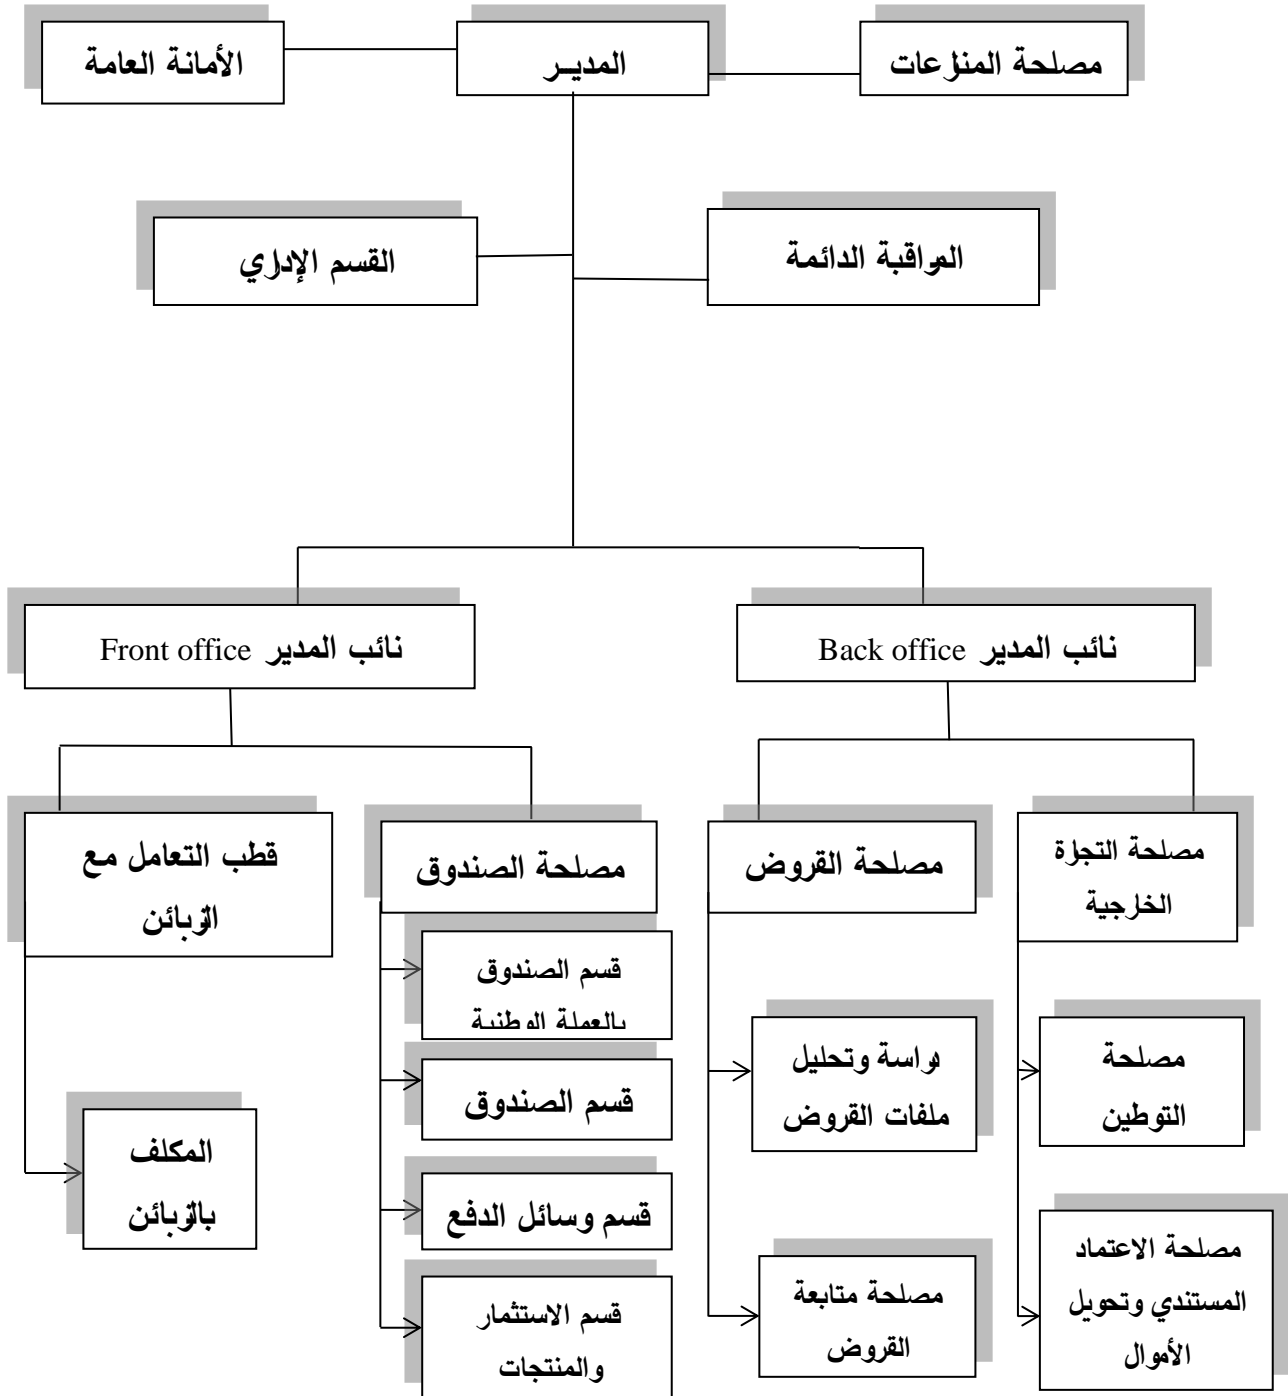 مصلحة المنازعات
المديـر
الأمانة العامة
المراقبة الدائمة
القسم الإداري
نائب المدير Back office
نائب المدير Front office
مصلحة التجارة
الخارجية
مصلحة القروض
مصلحة الصندوق
قطب التعامل مع
الزبائن
قسم الصندوق
بالعملة الوطنية
مصلحة
التوطين
دراسة وتحليل
ملفات القروض
قسم الصندوق
المكلف
بالزبائن
قسم وسائل الدفع
مصلحة الاعتماد
المستندي وتحويل
الأموال
مصلحة متابعة
القروض
قسم الاستثمار
والمنتجات